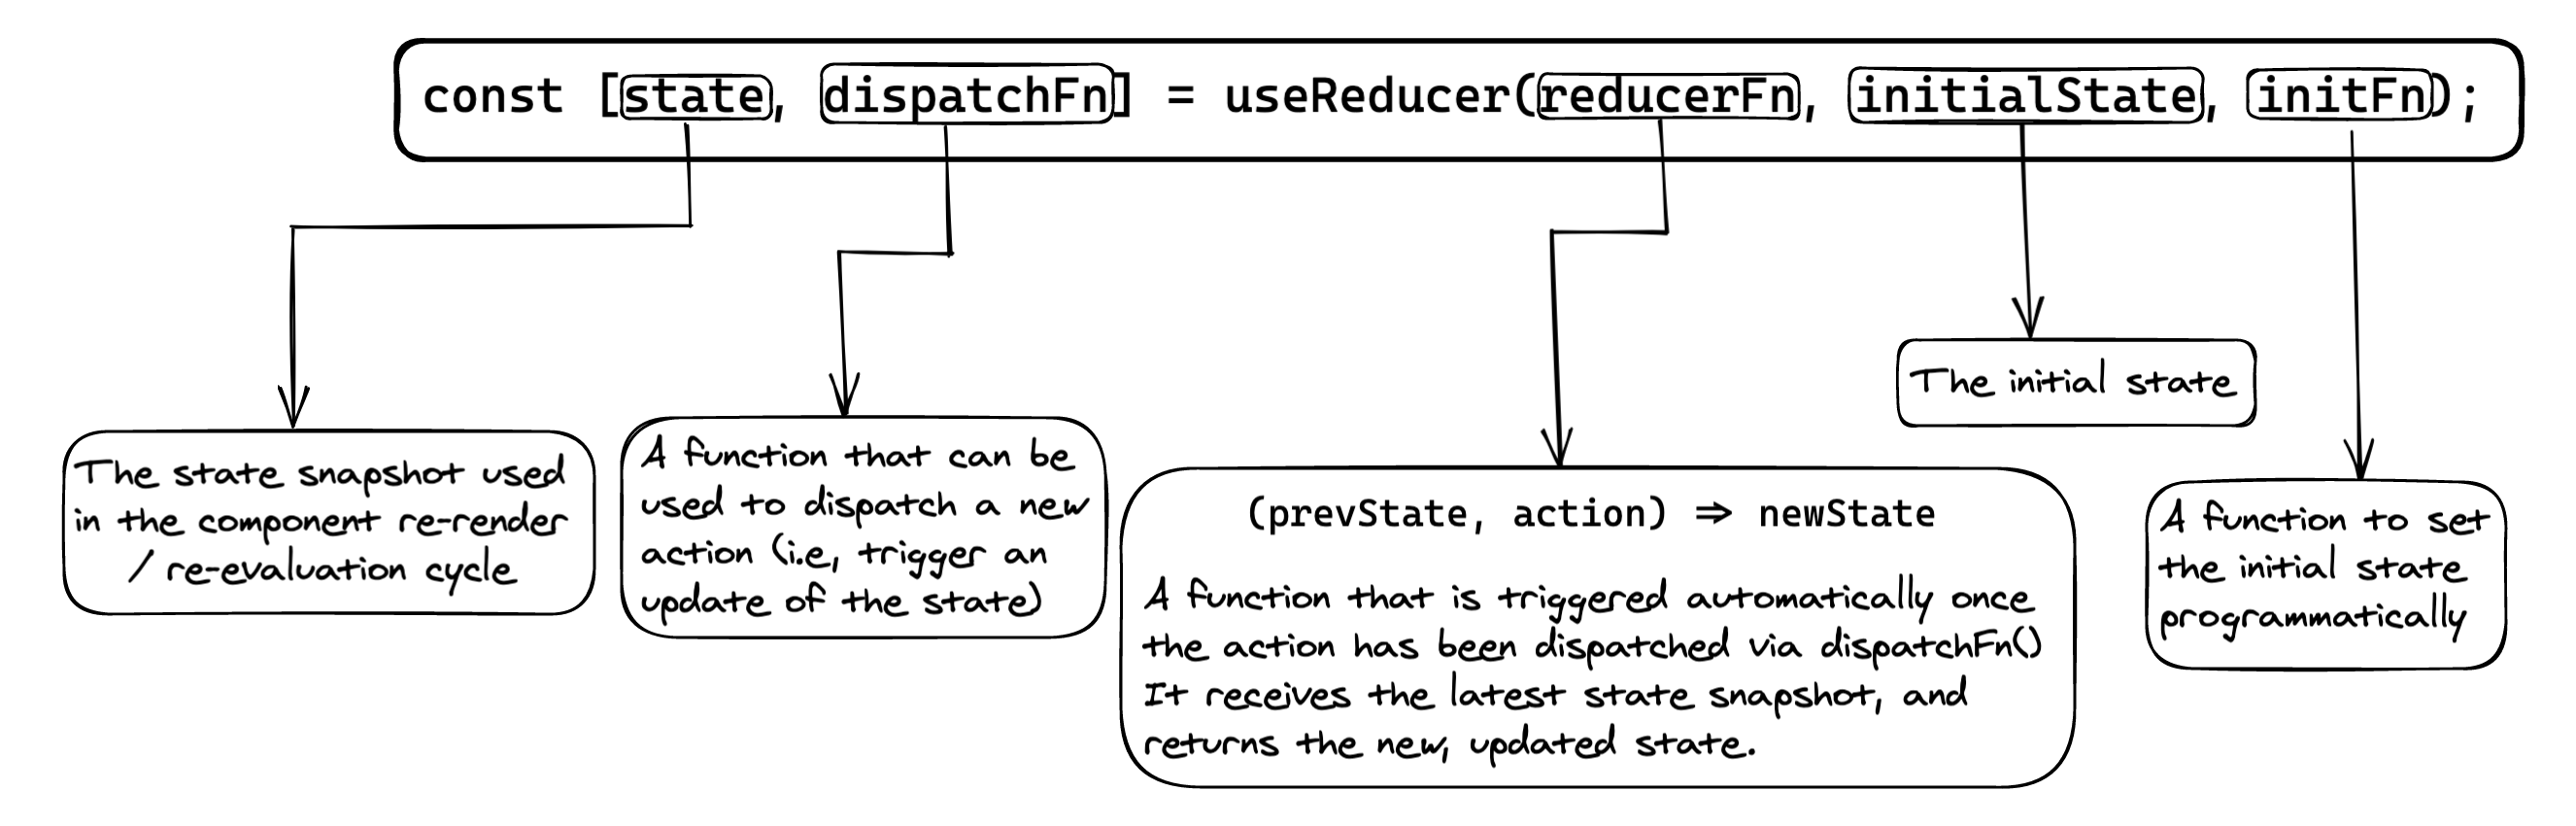 const [state, dispatchFn] = useReducer(reducerFn, initialState, initFn);
The state snapshot used
in the component re-render
/ re-evaluation cycle
A function that can be
used to dispatch a new
action (i.e, trigger an
update of the state)
(prevState, action) ⇒ newState
A function that is triggered automatically once
the action has been dispatched via dispatchFn()
It receives the latest state snapshot, and
returns the new, updated state.
The initial state
A function to set
the initial state
programmatically